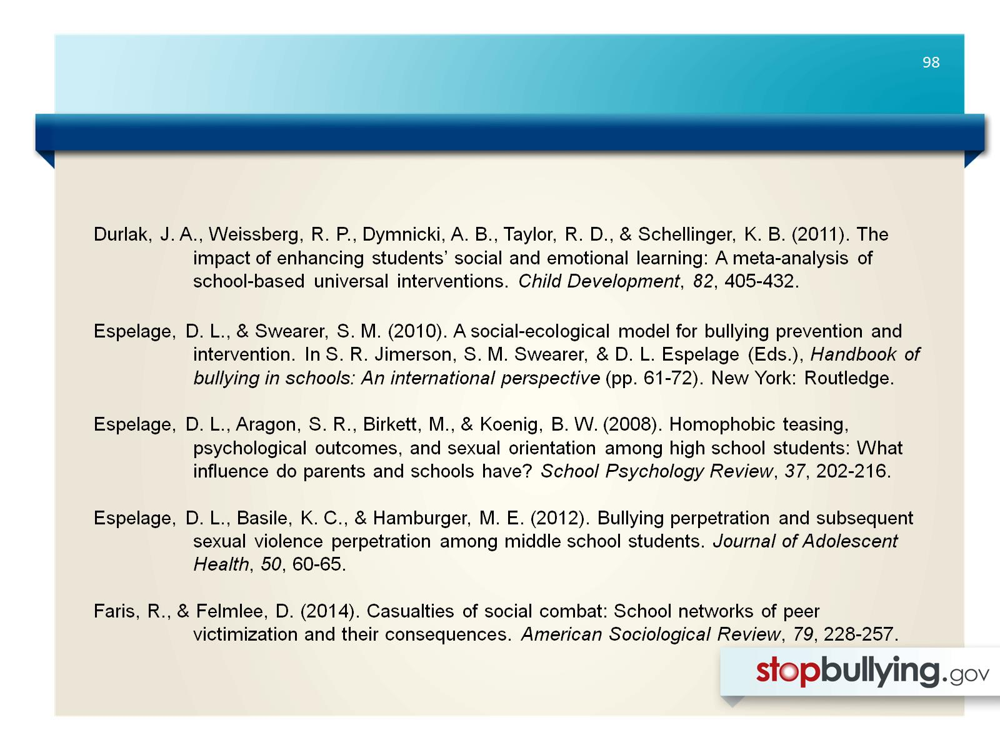 98
Durlak, J. A., Weissberg, R. P., Dymnicki, A. B., Taylor, R. D., & Schellinger, K. B. (2011). The
impact of enhancing students’ social and emotional learning: A meta-analysis of
school-based universal interventions. Child Development, 82, 405-432.
Espelage, D. L., & Swearer, S. M. (2010). A social-ecological model for bullying prevention and
intervention. In S. R. Jimerson, S. M. Swearer, & D. L. Espelage (Eds.), Handbook of
bullying in schools: An international perspective (pp. 61-72). New York: Routledge.
Espelage, D. L., Aragon, S. R., Birkett, M., & Koenig, B. W. (2008). Homophobic teasing,
psychological outcomes, and sexual orientation among high school students: What
influence do parents and schools have? School Psychology Review, 37, 202-216.
Espelage, D. L., Basile, K. C., & Hamburger, M. E. (2012). Bullying perpetration and subsequent
sexual violence perpetration among middle school students. Journal of Adolescent
Health, 50, 60-65.
Faris, R., & Felmlee, D. (2014). Casualties of social combat: School networks of peer
victimization and their consequences. American Sociological Review, 79, 228-257.
stopbullying.gov